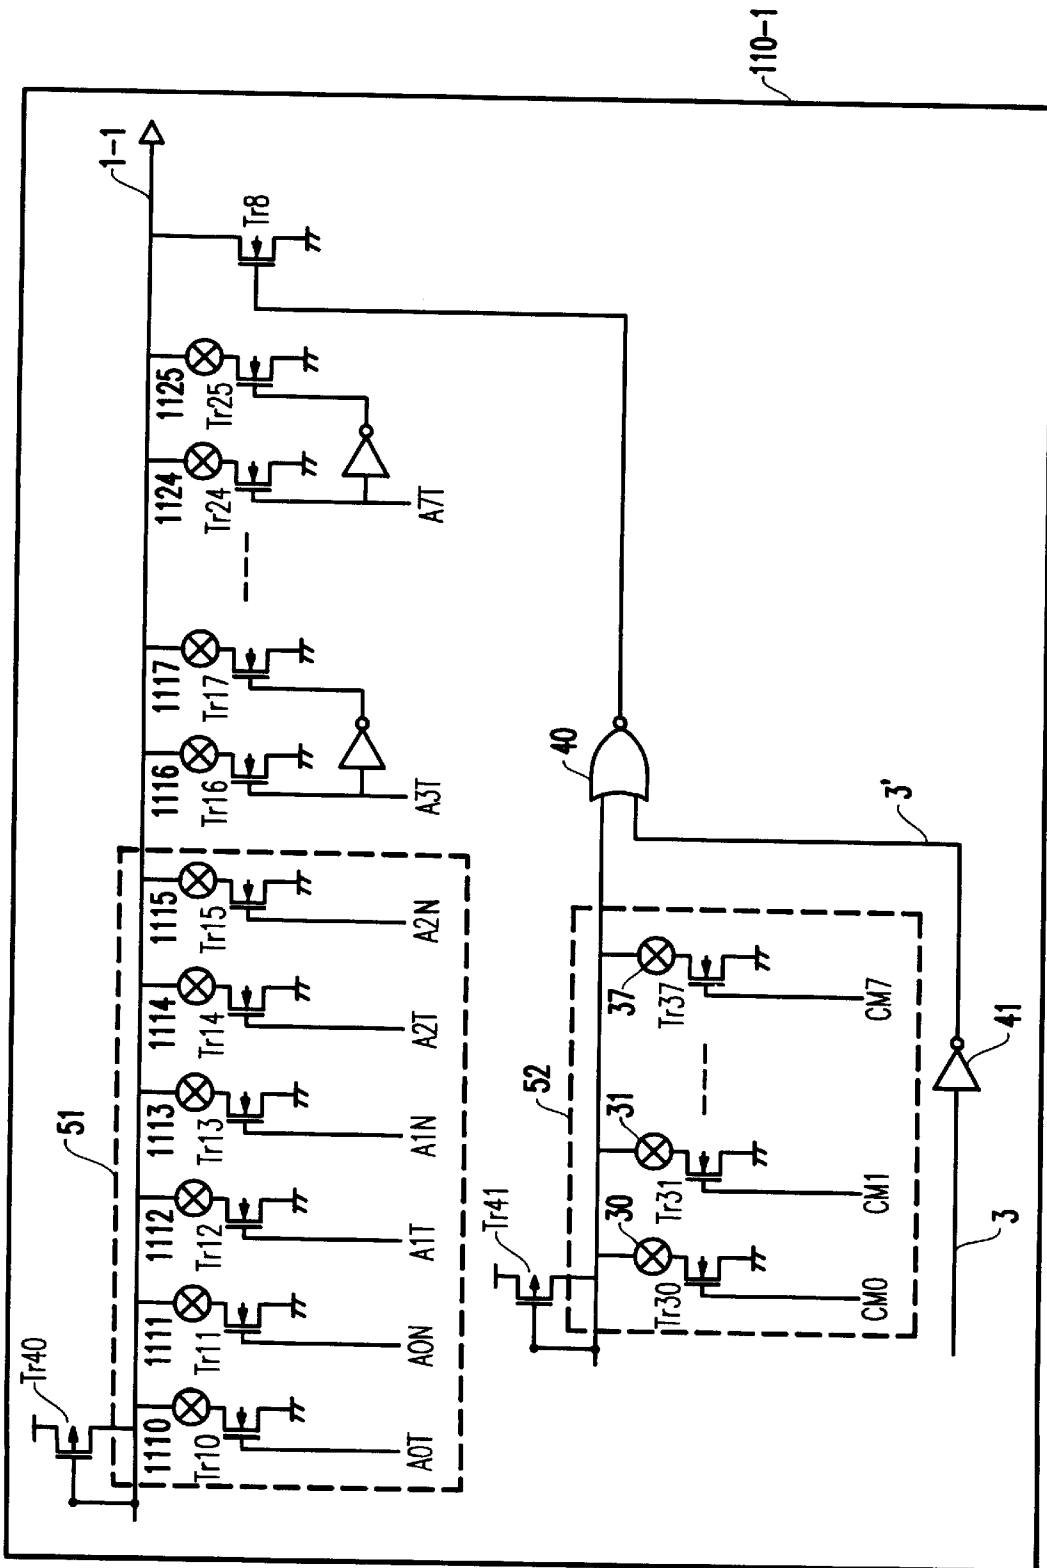 110-1
1-1
Tr8
1125
Tr25
1124
Tr24
A7T
1117
Tr17
1116
Tr16
A3T
51
1115
Tr15
A2N
1114
Tr14
A2T
1113
Tr13
A1N
1112
Tr12
A1T
1111
Tr11
A0N
1110
Tr10
A0T
Tr40
40
3'
52
37
Tr37
CM7
31
Tr31
CM1
30
Tr30
CM0
Tr41
41
3